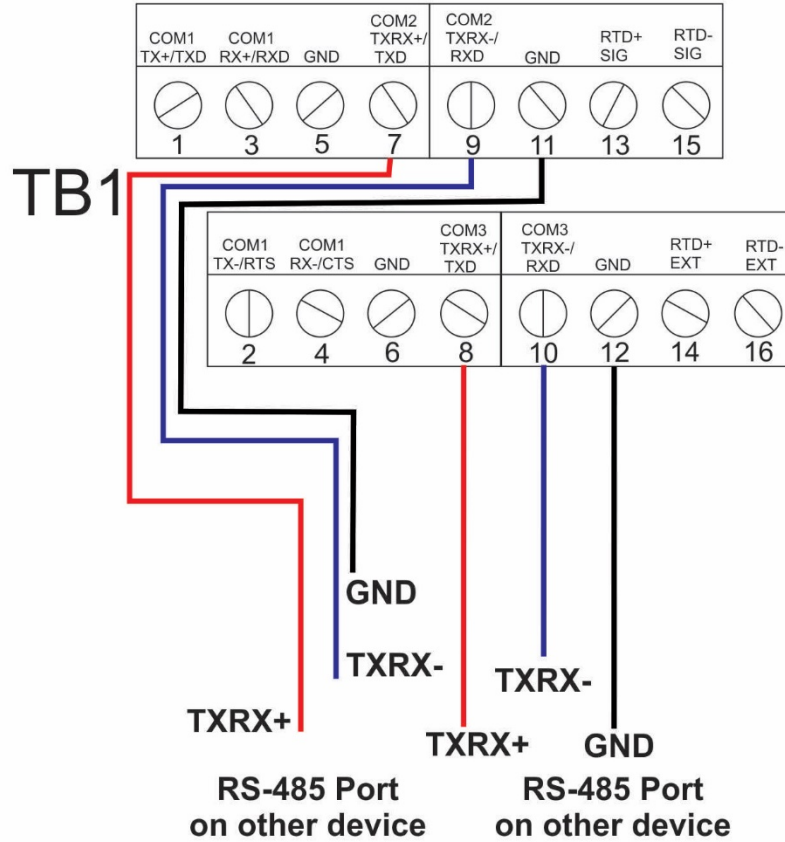 COM1
TX+/TXD
COM1
RX+/RXD
GND
COM2
TXRX+/
TXD
COM2
TXRX-/
RXD
GND
RTD+
SIG
RTD-
SIG
1
3
5
7
9
11
13
15
TB1
COM1
TX-/RTS
COM1
RX-/CTS
GND
COM3
TXRX+/
TXD
COM3
TXRX-/
RXD
GND
RTD+
EXT
RTD-
EXT
2
4
6
8
10
12
14
16
GND
TXRX-
TXRX+
RS-485 Port
on other device
TXRX-
TXRX+
GND
RS-485 Port
on other device